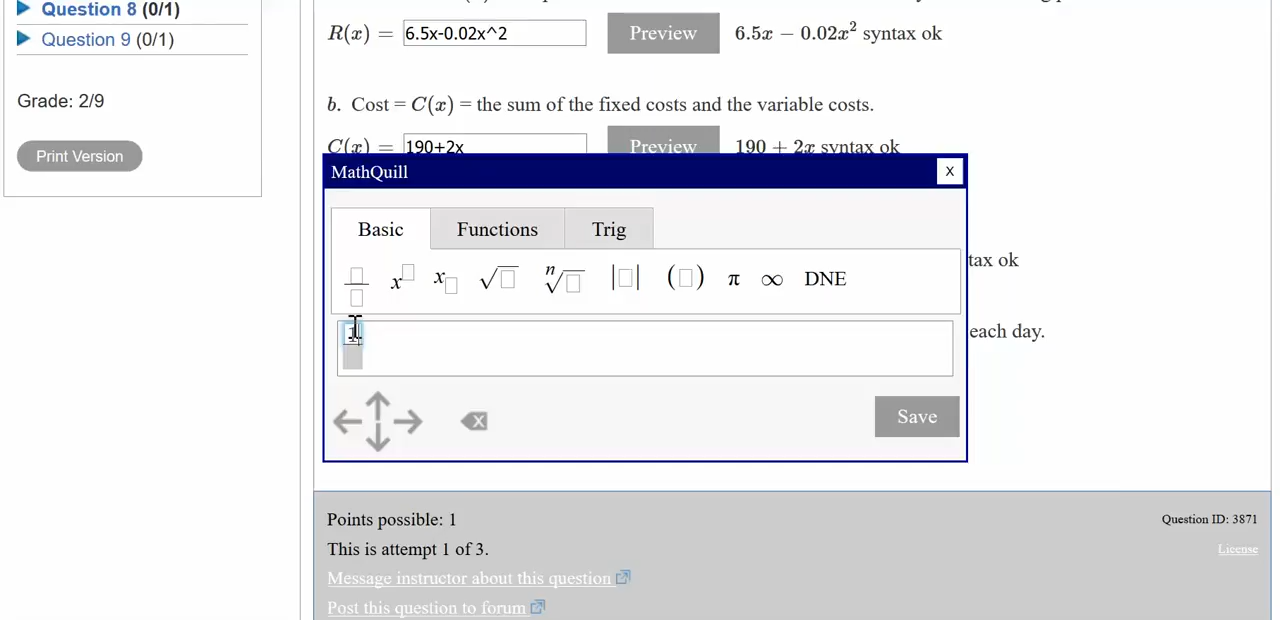 Question 8 (0/1)
Question 9 (0/1)
Grade: 2/9
Print Version
R(x) = 6.5x-0.02x^2 Preview 6.5x − 0.02x² syntax ok
b. Cost = C(x) = the sum of the fixed costs and the variable costs.
C(x) = 190+2x Preview 190 + 2x syntax ok
MathQuill X
Basic Functions Trig
x x √ n√ | | ( ) π ∞ DNE
tax ok
each day.
Save
Points possible: 1
Question ID: 3871
This is attempt 1 of 3.
License
Message instructor about this question
Post this question to forum